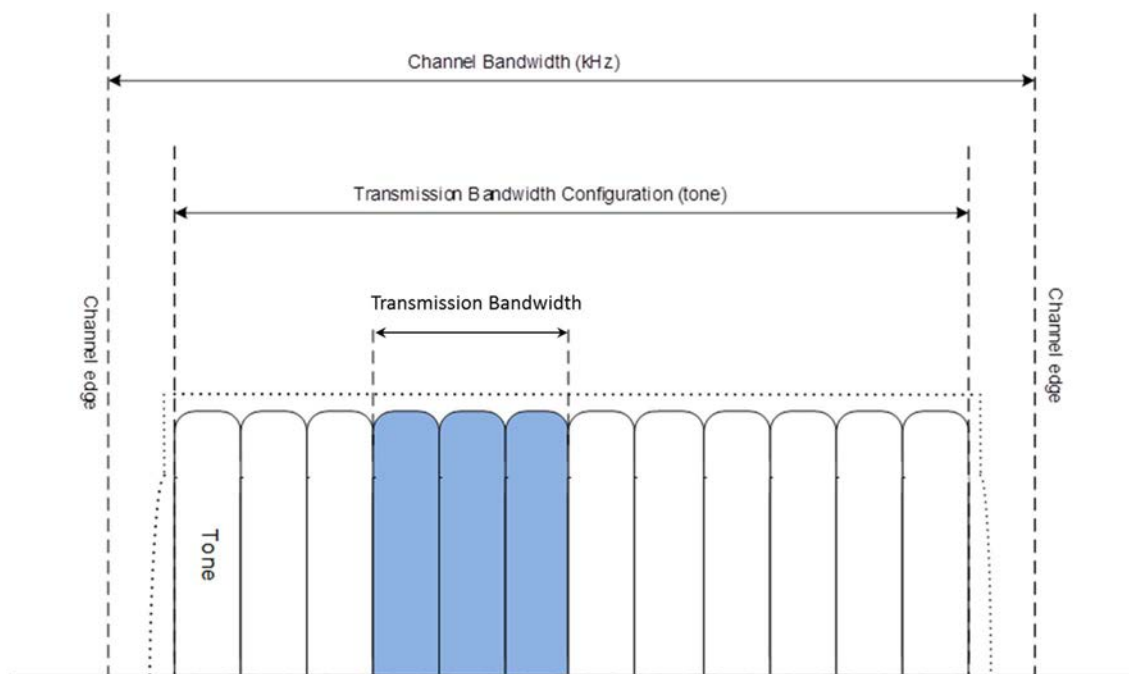 Channel Bandwidth (kHz)
Transmission Bandwidth Configuration (tone)
Transmission Bandwidth
Channel edge
Channel edge
Tone